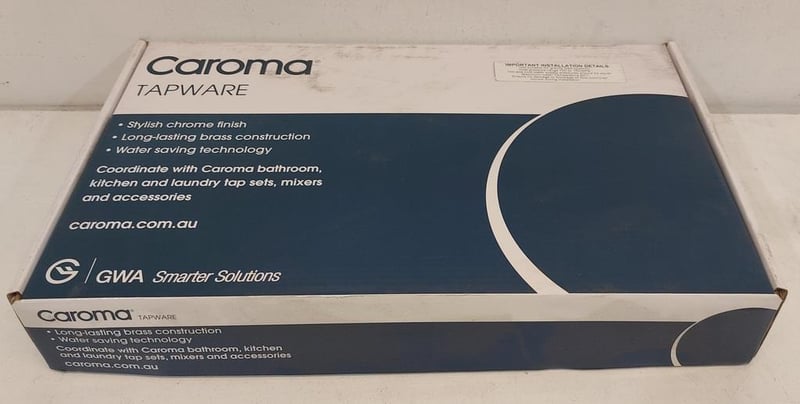 Caroma
TAPWARE
IMPORTANT INSTALLATION DETAILS
• Stylish chrome finish
• Long-lasting brass construction
• Water saving technology
Coordinate with Caroma bathroom,
kitchen and laundry tap sets, mixers
and accessories
caroma.com.au
GWA Smarter Solutions
Caroma® TAPWARE
• Long-lasting brass construction
• Water saving technology
Coordinate with Caroma bathroom, kitchen
and laundry tap sets, mixers and accessories
caroma.com.au